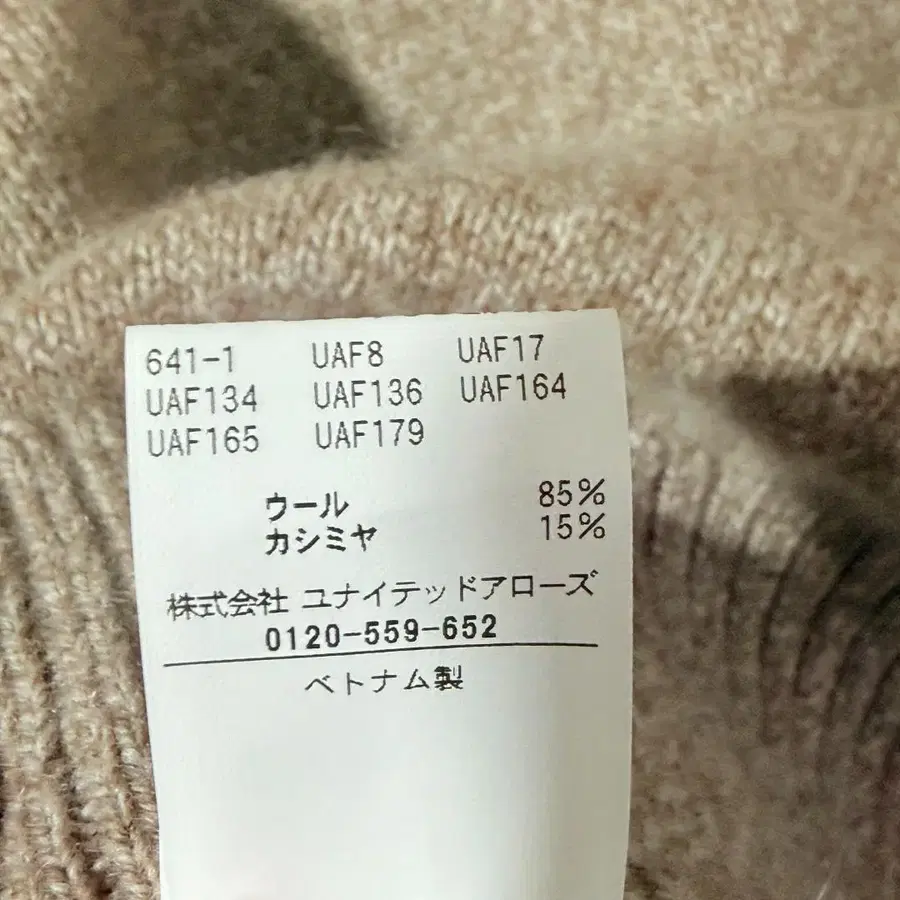 641-1 UAF8 UAF17
UAF134 UAF136 UAF164
UAF165 UAF179
ウール 85%
カシミヤ 15%
株式会社 ユナイテッドアローズ
0120-559-652
ベトナム製